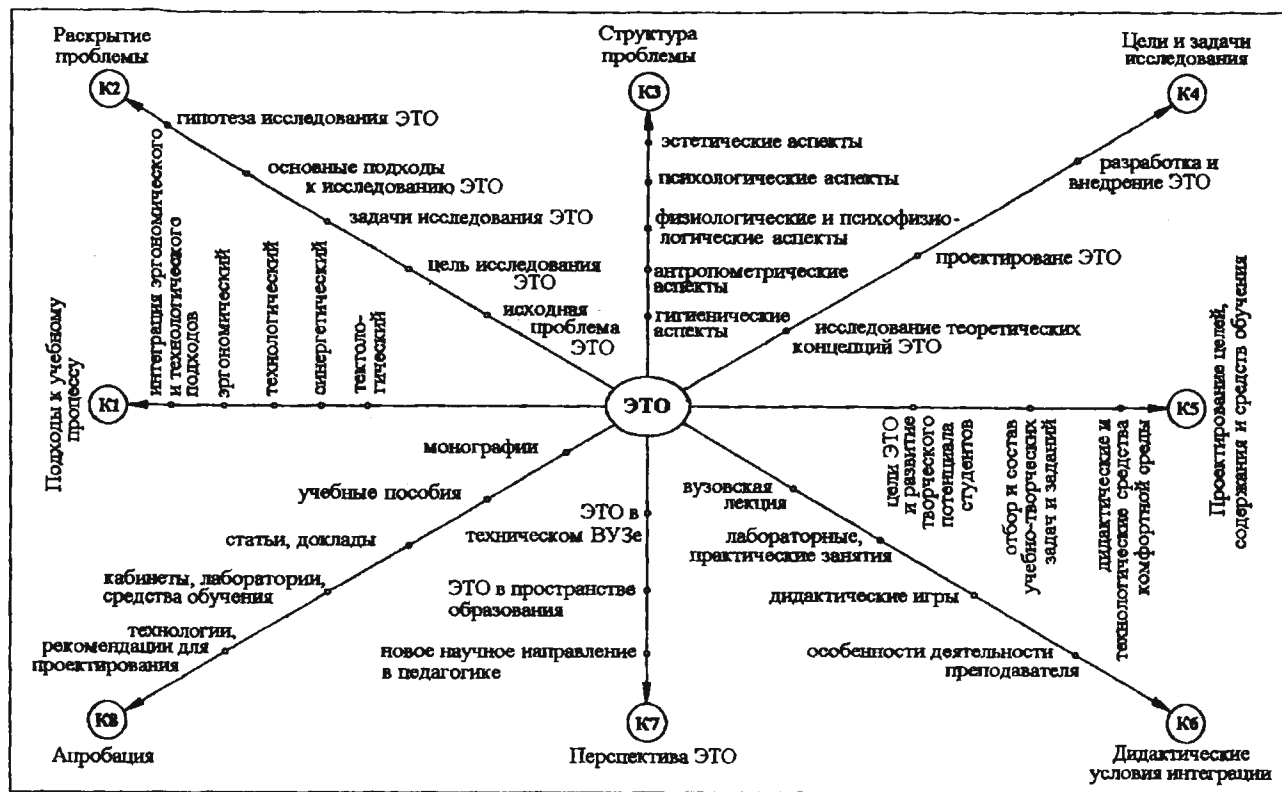 Раскрытие
проблемы
К2
гипотеза исследования ЭТО
основные подходы
к исследованию ЭТО
задачи исследования ЭТО
цель исследования
ЭТО
исходная
проблема
ЭТО
Структура
проблемы
К3
эстетические аспекты
психологические аспекты
физиологические и психофизио-
логические аспекты
антропометрические
аспекты
гигиенические
аспекты
Цели и задачи
исследования
К4
разработка и
внедрение ЭТО
проектироване ЭТО
исследование теоретических
концепций ЭТО
Подходы к учебному
процессу
К1
интеграция эргономического
и технологического
подходов
эргономический
технологический
синергетический
тектоло-
гический
ЭТО
К5
Проектирование целей,
содержания и средств обучения
цели ЭТО
и развитие
творческого
потенциала
студентов
отбор и состав
учебно-творческих
задач и заданий
дидактические и
технологические средства
комфортной среды
монографии
учебные пособия
статьи, доклады
кабинеты, лаборатории,
средства обучения
технологии,
рекомендации для
проектирования
К8
Апробация
ЭТО в
техническом ВУЗе
ЭТО в пространстве
образования
новое научное направление
в педагогике
К7
Перспектива ЭТО
вузовская
лекция
лабораторные,
практические занятия
дидактические игры
особенности деятельности
преподавателя
К6
Дидактические
условия интеграции